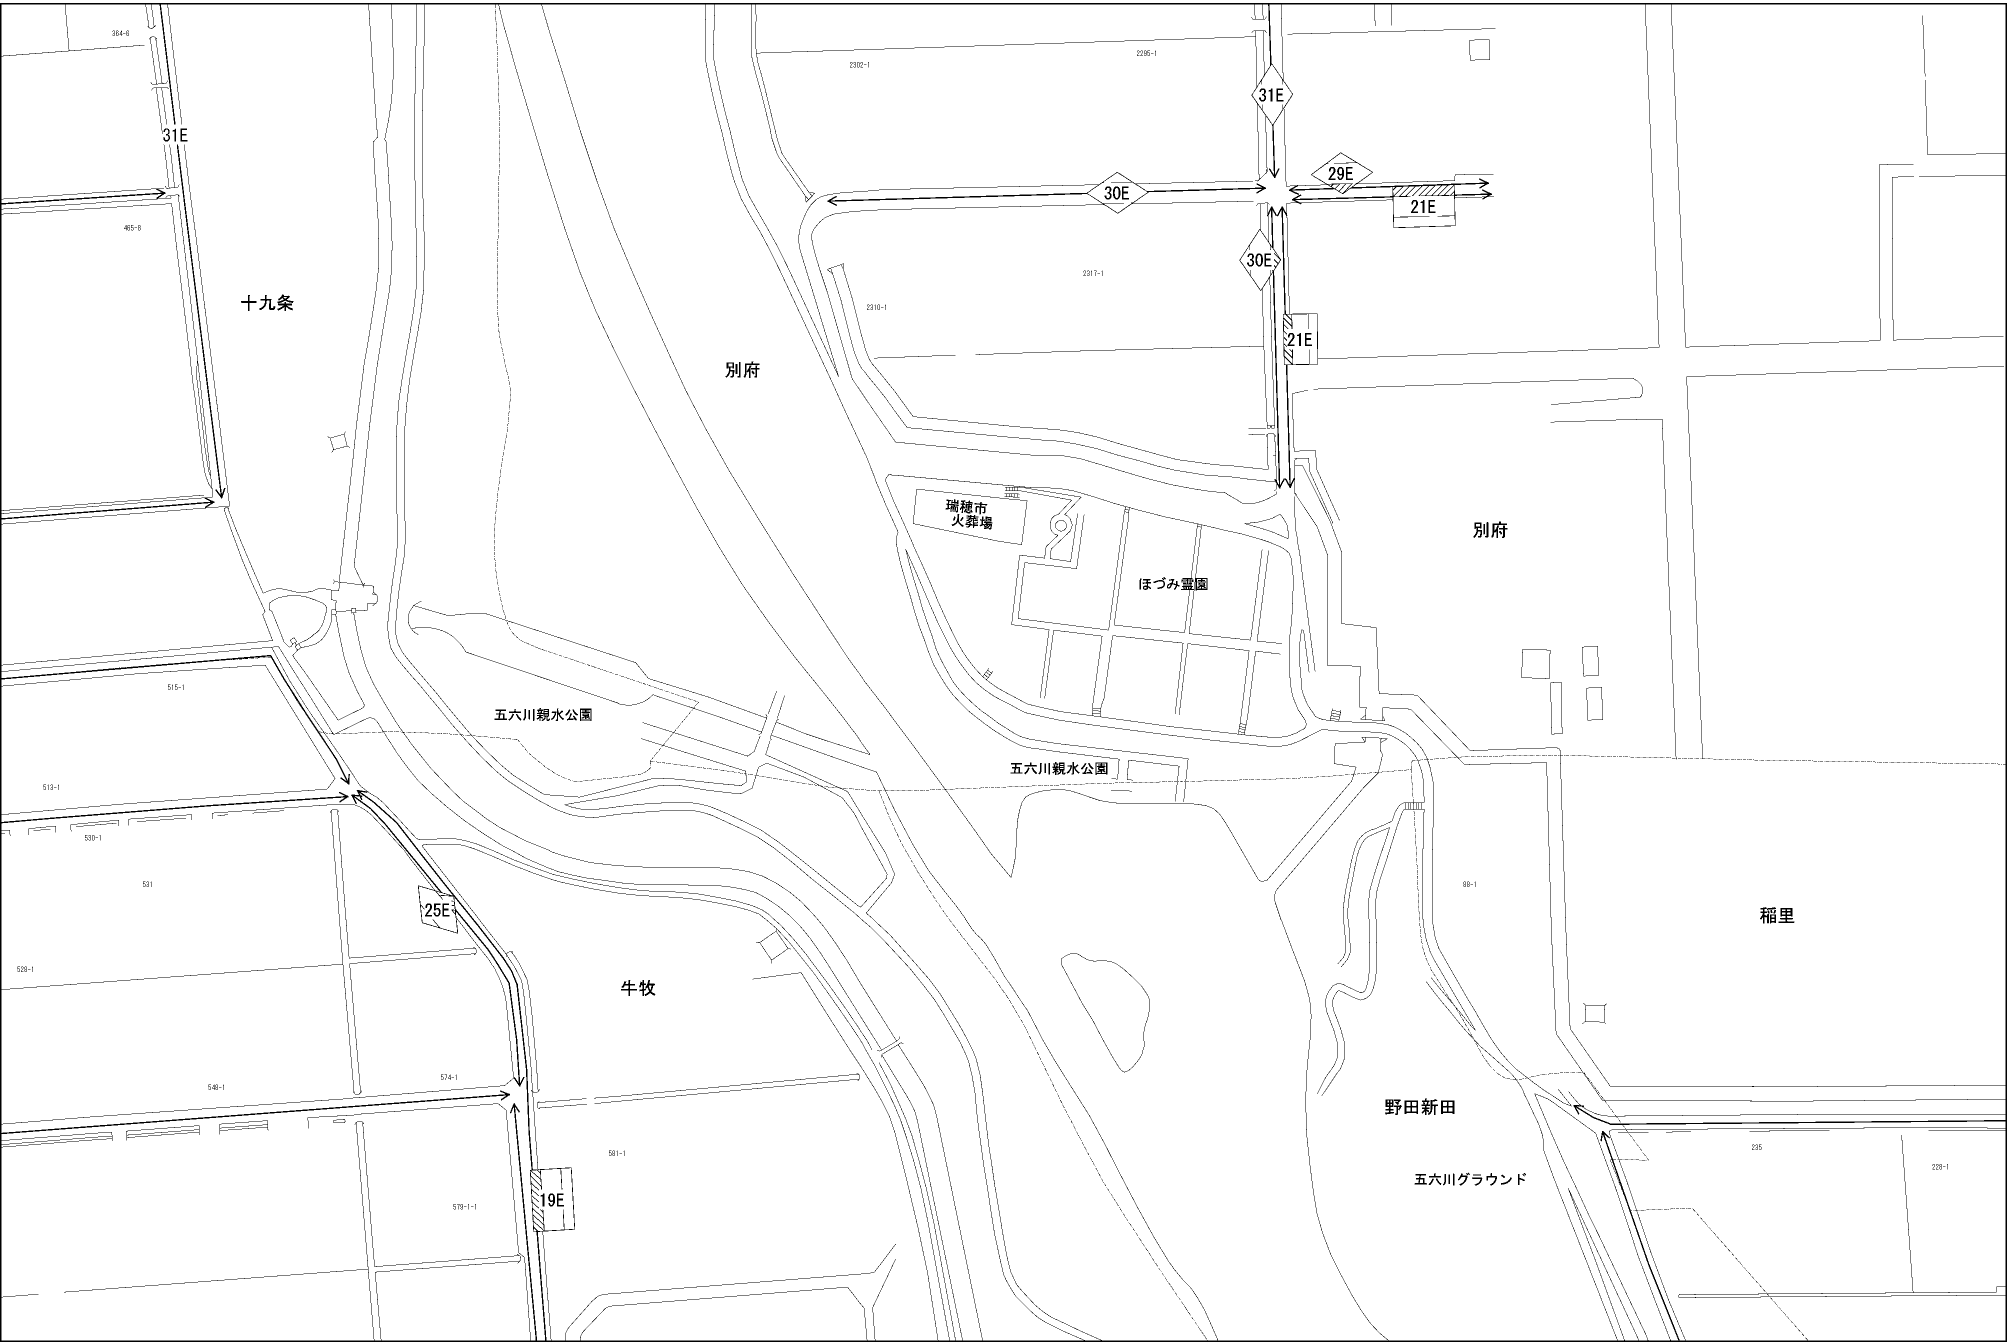 364-6
2302-1
2295-1
31E
31E
29E
30E
21E
465-8
30E
2317-1
十九条
2310-1
21E
別府
瑞穂市
火葬場
別府
ほづみ霊園
515-1
五六川親水公園
五六川親水公園
513-1
530-1
531
88-1
25E
稲里
528-1
牛牧
574-1
548-1
野田新田
235
581-1
228-1
五六川グラウンド
19E
579-1-1